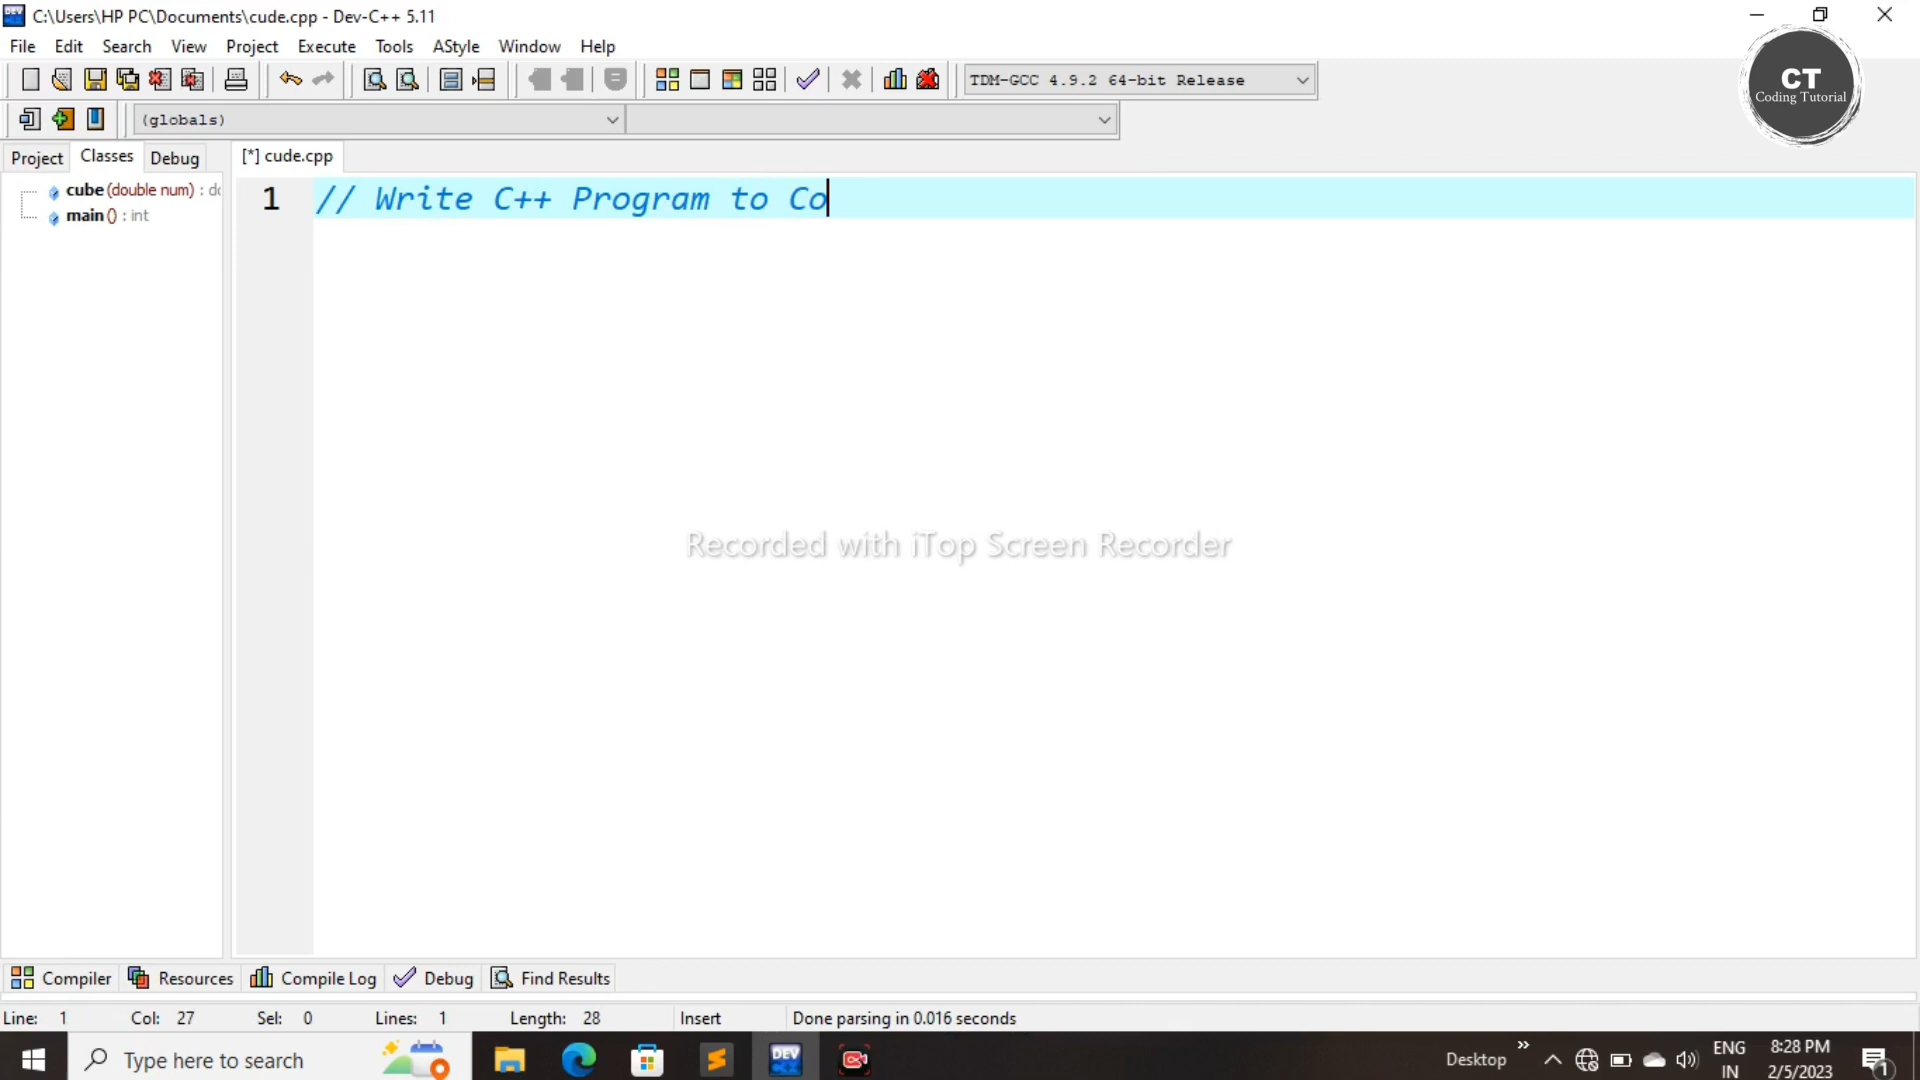 C:\Users\HP PC\Documents\cude.cpp - Dev-C++ 5.11
File Edit Search View Project Execute Tools AStyle Window Help
CT
Coding Tutorial
TDM-GCC 4.9.2 64-bit Release
(globals)
Project Classes Debug
[*] cude.cpp
cube (double num) : do
main () : int
1 // Write C++ Program to Co
Recorded with iTop Screen Recorder
Compiler Resources Compile Log Debug Find Results
Line: 1 Col: 27 Sel: 0 Lines: 1 Length: 28 Insert Done parsing in 0.016 seconds
Type here to search
DEV
Desktop
ENG
IN
8:28 PM
2/5/2023
1